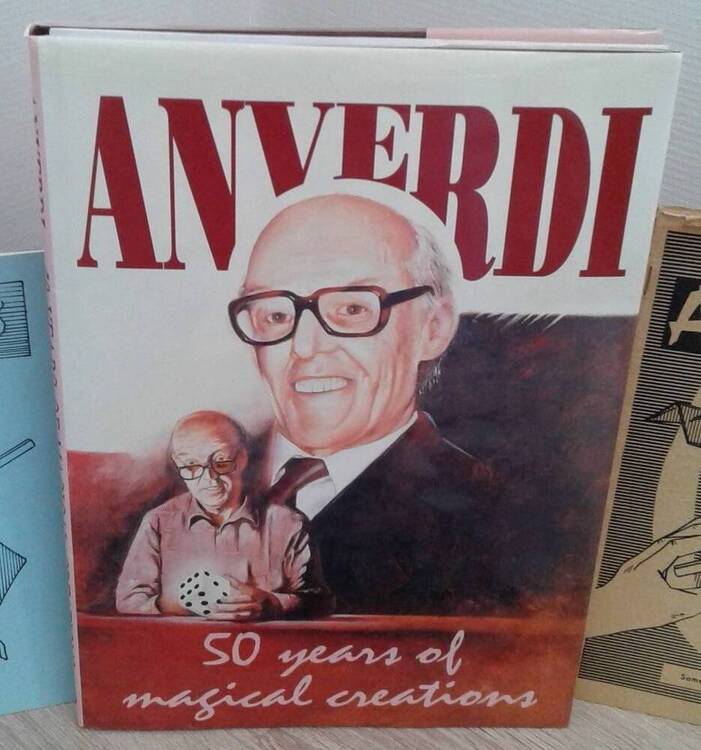 ANVERDI
50 years of
magical creations